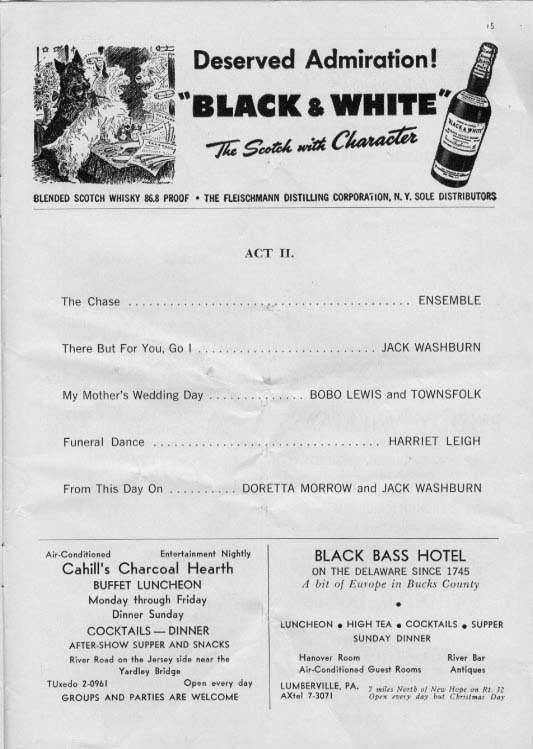 15
Deserved Admiration!
"BLACK & WHITE"
The Scotch with Character
BLACK & WHITE
BLENDED SCOTCH WHISKY 86.8 PROOF • THE FLEISCHMANN DISTILLING CORPORATION, N. Y. SOLE DISTRIBUTORS
ACT II.
The Chase ........................................ ENSEMBLE
There But For You, Go I .......................... JACK WASHBURN
My Mother's Wedding Day .............. BOBO LEWIS and TOWNSFOLK
Funeral Dance ................................. HARRIET LEIGH
From This Day On .......... DORETTA MORROW and JACK WASHBURN
Air-Conditioned Entertainment Nightly
Cahill's Charcoal Hearth
BUFFET LUNCHEON
Monday through Friday
Dinner Sunday
COCKTAILS — DINNER
AFTER-SHOW SUPPER AND SNACKS
River Road on the Jersey side near the
Yardley Bridge
TUxedo 2-0961 Open every day
GROUPS AND PARTIES ARE WELCOME
BLACK BASS HOTEL
ON THE DELAWARE SINCE 1745
A bit of Europe in Bucks County
•
LUNCHEON • HIGH TEA • COCKTAILS • SUPPER
SUNDAY DINNER
Hanover Room River Bar
Air-Conditioned Guest Rooms Antiques
LUMBERVILLE, PA. 7 miles North of New Hope on Rt. 32
AXtel 7-3071 Open every day but Christmas Day